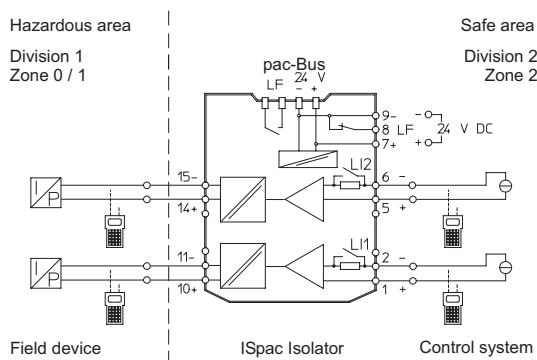 Hazardous area
Safe area
Division 1
Zone 0 / 1
Division 2
Zone 2
pac-Bus
LF 24 V
- +
9- -
8 LF 24 V DC
7+ +
LI2
15- 6 -
I
P
14+ 5 +
LI1
11- 2 -
I
P
10+ 1 +
Field device
ISpac Isolator
Control system